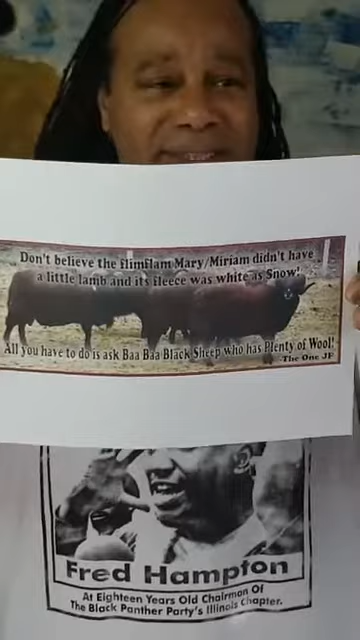 Don't believe the flimflam Mary/Miriam didn't have
a little lamb and its fleece was white as Snow!
All you have to do is ask Baa Baa Black Sheep who has Plenty of Wool!
-The One JF
Fred Hampton
At Eighteen Years Old Chairman Of
The Black Panther Party's Illinois Chapter.